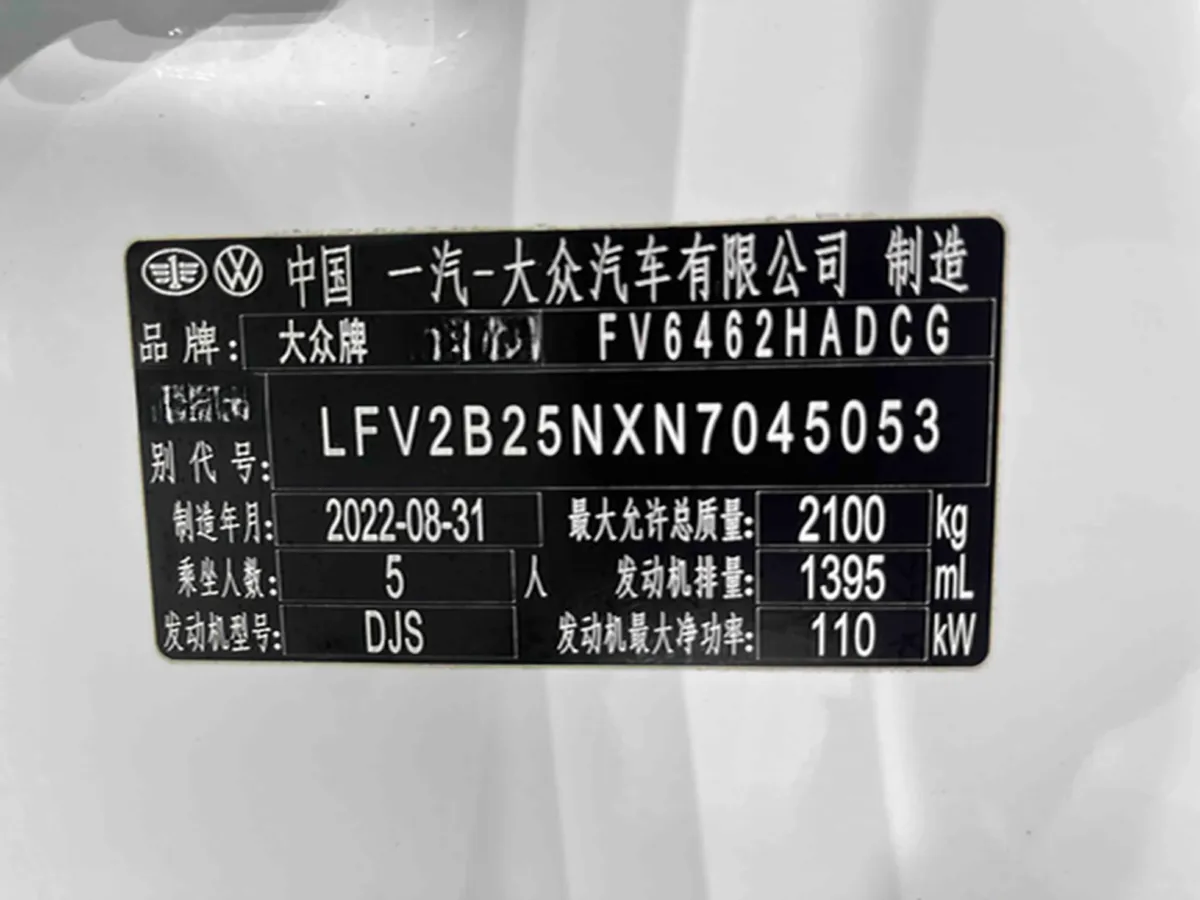 中国 一汽-大众汽车有限公司 制造
品牌: 大众牌 FV6462HADCG
LFV2B25NXN7045053
别代号:
制造年月: 2022-08-31 最大允许总质量: 2100 kg
乘坐人数: 5 人 发动机排量: 1395 mL
发动机型号: DJS 发动机最大净功率: 110 kW